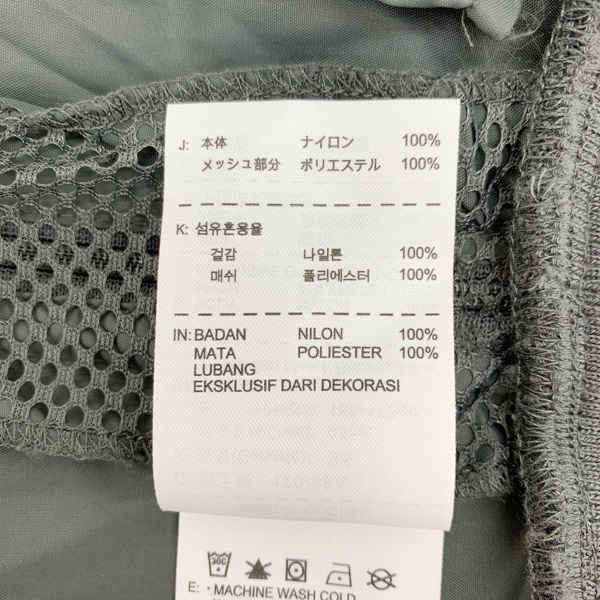 J: 本体 ナイロン 100%
メッシュ部分 ポリエステル 100%
K: 섬유혼용율
겉감 나일론 100%
매쉬 폴리에스터 100%
IN: BADAN NILON 100%
MATA POLIESTER 100%
LUBANG
EKSKLUSIF DARI DEKORASI
30C
E: ・MACHINE WASH COLD